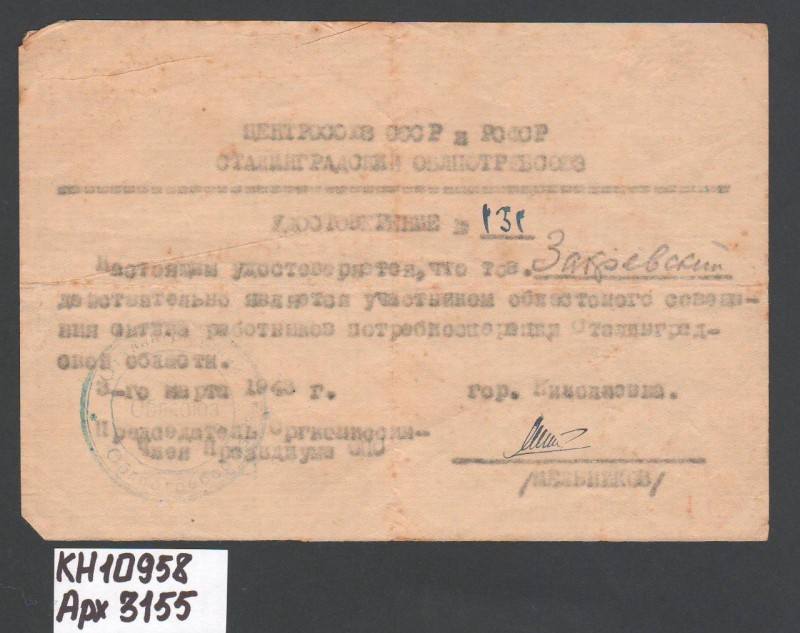 ЦЕНТРОСОЮЗ СССР и РСФСР
СТАЛИНГРАДСКИЙ ОБЛПОТРЕБСОЮЗ
УДОСТОВЕРЕНИЕ № 131
Настоящим удостоверяется, что тов. Закревский
действительно является участником областного совеща-
ния актива работников потребкооперации Сталинград-
ской области.
3-го марта 1943 г. гор. Николаевка.
Председатель Оргкомиссии-
Член Президиума ОПС
/МЕЛЬНИКОВ/
КН10958
Арх 3155